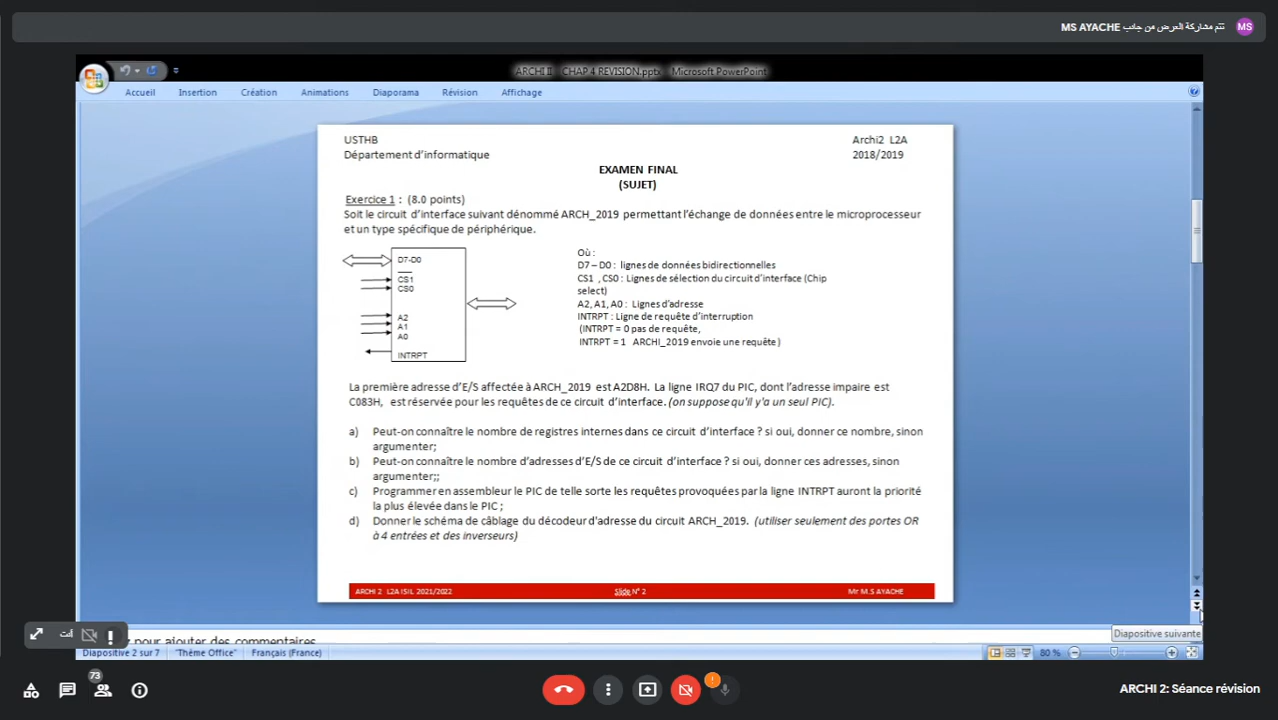 تتم مشاركة العرض من جانب MS AYACHE
MS
ARCHI II CHAP 4 REVISION.pptx Microsoft PowerPoint
Accueil Insertion Création Animations Diaporama Révision Affichage
USTHB Archi2 L2A
Département d'informatique 2018/2019
EXAMEN FINAL
(SUJET)
Exercice 1 : (8.0 points)
Soit le circuit d'interface suivant dénommé ARCH_2019 permettant l'échange de données entre le microprocesseur
et un type spécifique de périphérique.
D7-D0
CS1
CS0
A2
A1
A0
INTRPT
Où :
D7 – D0 : lignes de données bidirectionnelles
CS1 , CS0 : Lignes de sélection du circuit d'interface (Chip
select)
A2, A1, A0 : Lignes d'adresse
INTRPT : Ligne de requête d'interruption
(INTRPT = 0 pas de requête,
INTRPT = 1 ARCHI_2019 envoie une requête )
La première adresse d'E/S affectée à ARCH_2019 est A2D8H. La ligne IRQ7 du PIC, dont l'adresse impaire est
C083H, est réservée pour les requêtes de ce circuit d'interface. (on suppose qu'il y'a un seul PIC).
a) Peut-on connaître le nombre de registres internes dans ce circuit d'interface ? si oui, donner ce nombre, sinon
argumenter;
b) Peut-on connaître le nombre d'adresses d'E/S de ce circuit d'interface ? si oui, donner ces adresses, sinon
argumenter;;
c) Programmer en assembleur le PIC de telle sorte les requêtes provoquées par la ligne INTRPT auront la priorité
la plus élevée dans le PIC ;
d) Donner le schéma de câblage du décodeur d'adresse du circuit ARCH_2019. (utiliser seulement des portes OR
à 4 entrées et des inverseurs)
ARCHI 2 L2A ISIL 2021/2022 Slide N° 2 Mr M.S AYACHE
Diapositive suivante
انت
pour ajouter des commentaires
Diapositive 2 sur 7 "Thème Office" Français (France) 80 %
73
ARCHI 2: Séance révision